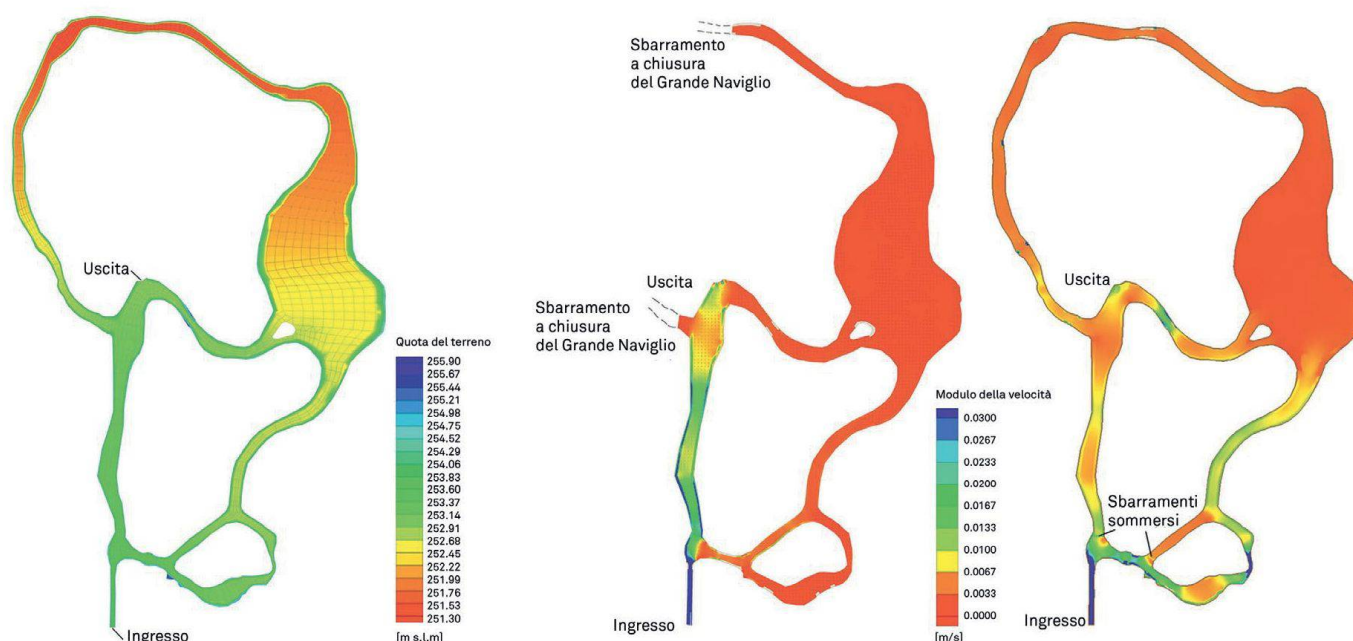 Uscita
Ingresso
Quota del terreno
255.90
255.67
255.44
255.21
254.98
254.75
254.52
254.29
254.06
253.83
253.60
253.37
253.14
252.91
252.68
252.45
252.22
251.99
251.76
251.53
251.30
[m s.l.m]
Sbarramento
a chiusura
del Grande Naviglio
Uscita
Sbarramento
a chiusura
del Grande Naviglio
Ingresso
Modulo della velocità
0.0300
0.0267
0.0233
0.0200
0.0167
0.0133
0.0100
0.0067
0.0033
0.0000
[m/s]
Uscita
Sbarramenti
sommersi
Ingresso